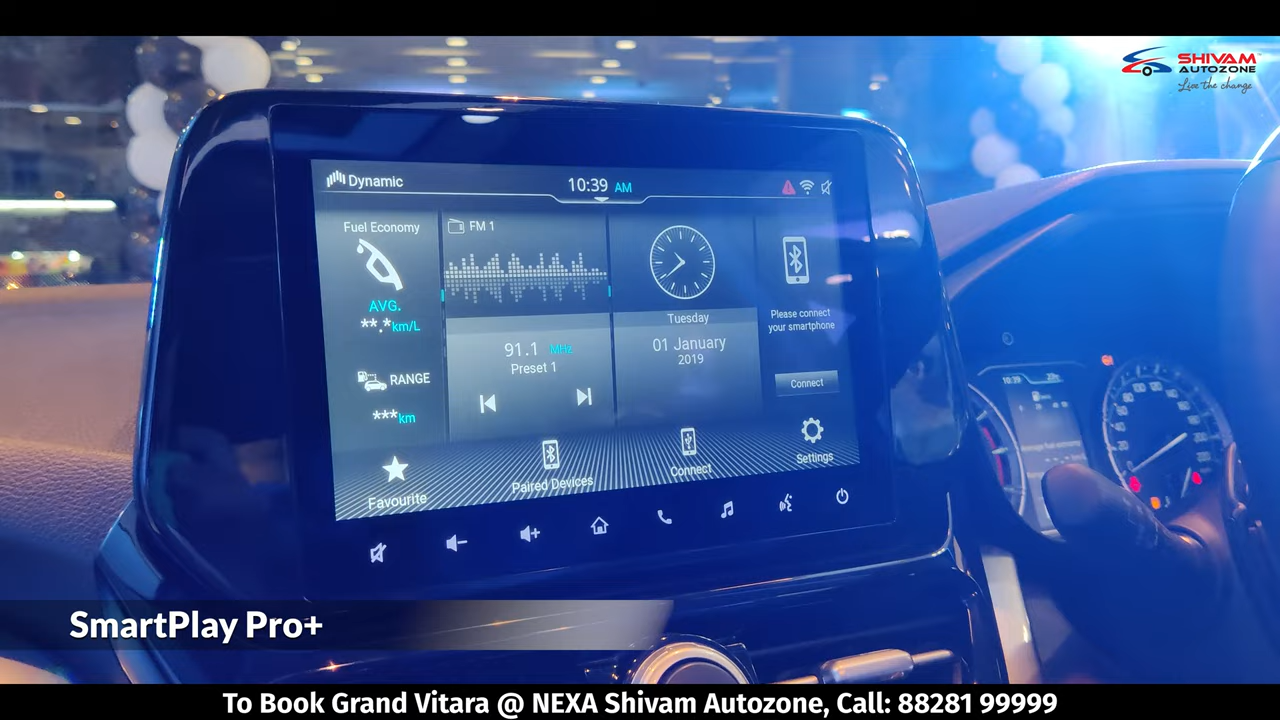 SHIVAM
AUTOZONE
Live the change
Dynamic
10:39 AM
Fuel Economy
AVG.
**.* km/L
RANGE
*** km
FM 1
91.1 MHz
Preset 1
Tuesday
01 January
2019
Please connect
your smartphone
Connect
Favourite
Paired Devices
Connect
Settings
10:39
SmartPlay Pro+
To Book Grand Vitara @ NEXA Shivam Autozone, Call: 88281 99999